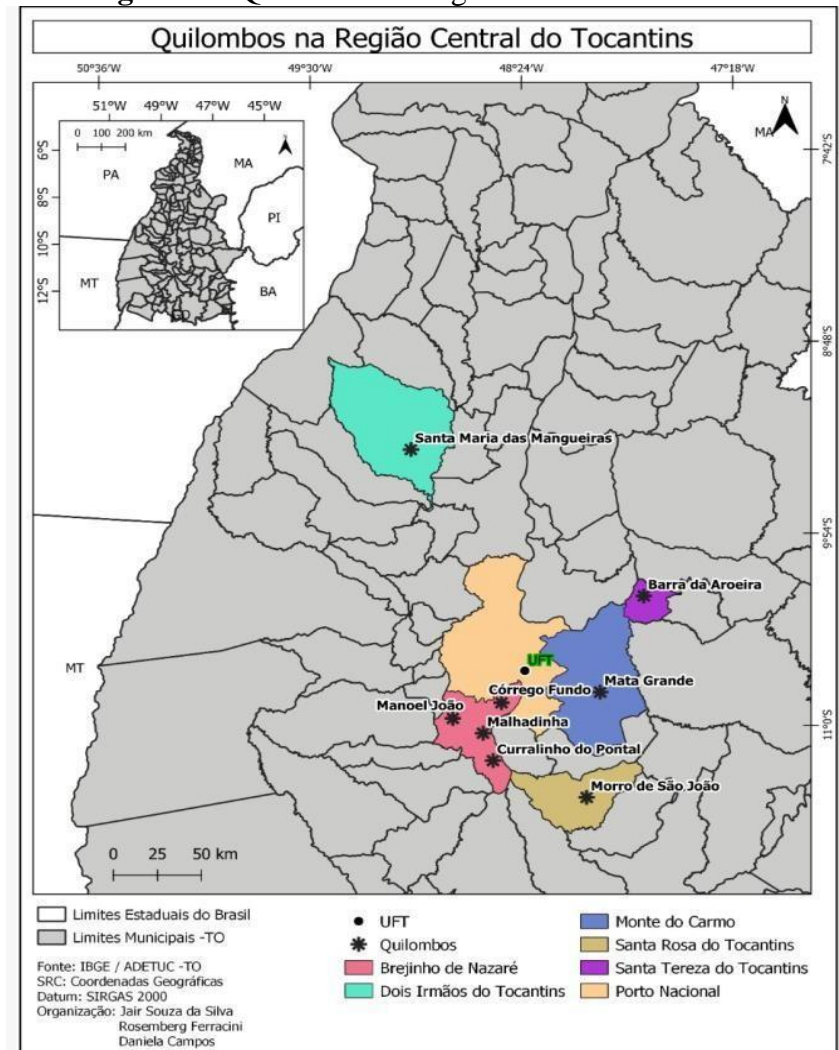 Quilombos na Região Central do Tocantins
50°36'W 49°30'W 48°24'W 47°18'W
51°W 49°W 47°W 45°W
0 100 200 km
N
MA
PA
MA
PI
MT
BA
6°S
8°S
10°S
12°S
7°42'S
8°48'S
9°54'S
11°0'S
Santa Maria das Mangueiras
Barra da Aroeira
UFT
MT
Mata Grande
Córrego Fundo
Manoel João
Malhadinha
Curralinho do Pontal
Morro de São João
0 25 50 km
Limites Estaduais do Brasil
Limites Municipais -TO
Fonte: IBGE / ADETUC -TO
SRC: Coordenadas Geográficas
Datum: SIRGAS 2000
Organização: Jair Souza da Silva
Rosemberg Ferracini
Daniela Campos
UFT
Quilombos
Brejinho de Nazaré
Dois Irmãos do Tocantins
Monte do Carmo
Santa Rosa do Tocantins
Santa Tereza do Tocantins
Porto Nacional